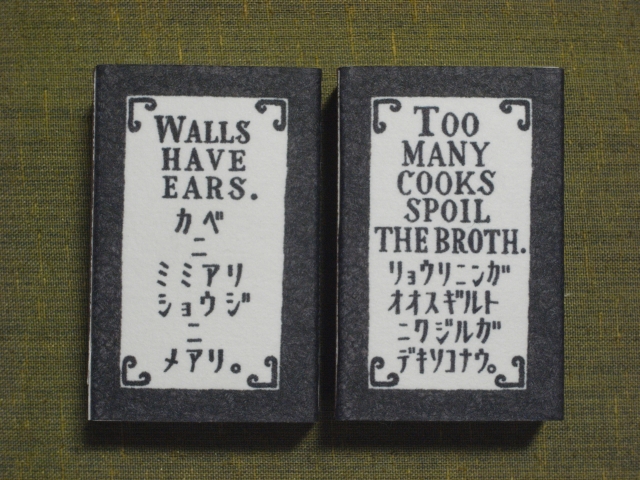 WALLS
HAVE
EARS.
カベ
ニ
ミミアリ
ショウジ
ニ
メアリ。
TOO
MANY
COOKS
SPOIL
THE BROTH.
リョウリニンガ
オオスギルト
ニクジルガ
デキソコナウ。